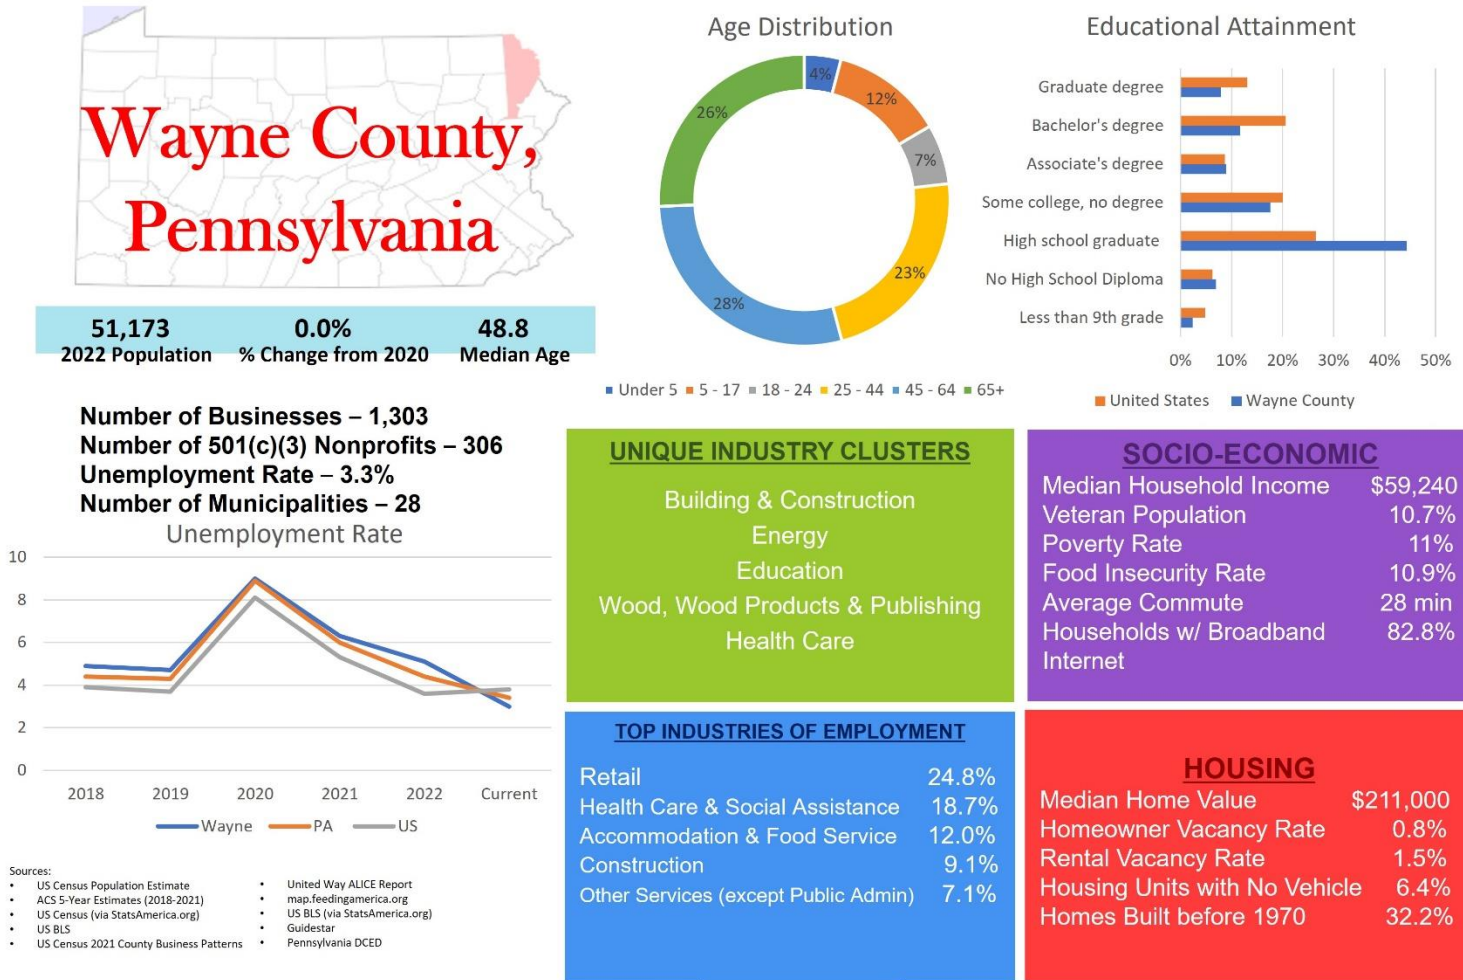 Wayne County,
Pennsylvania
51,173 0.0% 48.8
2022 Population % Change from 2020 Median Age
Number of Businesses – 1,303
Number of 501(c)(3) Nonprofits – 306
Unemployment Rate – 3.3%
Number of Municipalities – 28
Unemployment Rate
10
8
6
4
2
0
2018 2019 2020 2021 2022 Current
Wayne PA US
Sources:
• US Census Population Estimate
• ACS 5-Year Estimates (2018-2021)
• US Census (via StatsAmerica.org)
• US BLS
• US Census 2021 County Business Patterns
• United Way ALICE Report
• map.feedingamerica.org
• US BLS (via StatsAmerica.org)
• Guidestar
• Pennsylvania DCED
Age Distribution
4%
12%
7%
23%
28%
26%
Under 5 5 - 17 18 - 24 25 - 44 45 - 64 65+
Educational Attainment
Graduate degree
Bachelor's degree
Associate's degree
Some college, no degree
High school graduate
No High School Diploma
Less than 9th grade
0% 10% 20% 30% 40% 50%
United States Wayne County
UNIQUE INDUSTRY CLUSTERS
Building & Construction
Energy
Education
Wood, Wood Products & Publishing
Health Care
SOCIO-ECONOMIC
Median Household Income $59,240
Veteran Population 10.7%
Poverty Rate 11%
Food Insecurity Rate 10.9%
Average Commute 28 min
Households w/ Broadband 82.8%
Internet
TOP INDUSTRIES OF EMPLOYMENT
Retail 24.8%
Health Care & Social Assistance 18.7%
Accommodation & Food Service 12.0%
Construction 9.1%
Other Services (except Public Admin) 7.1%
HOUSING
Median Home Value $211,000
Homeowner Vacancy Rate 0.8%
Rental Vacancy Rate 1.5%
Housing Units with No Vehicle 6.4%
Homes Built before 1970 32.2%